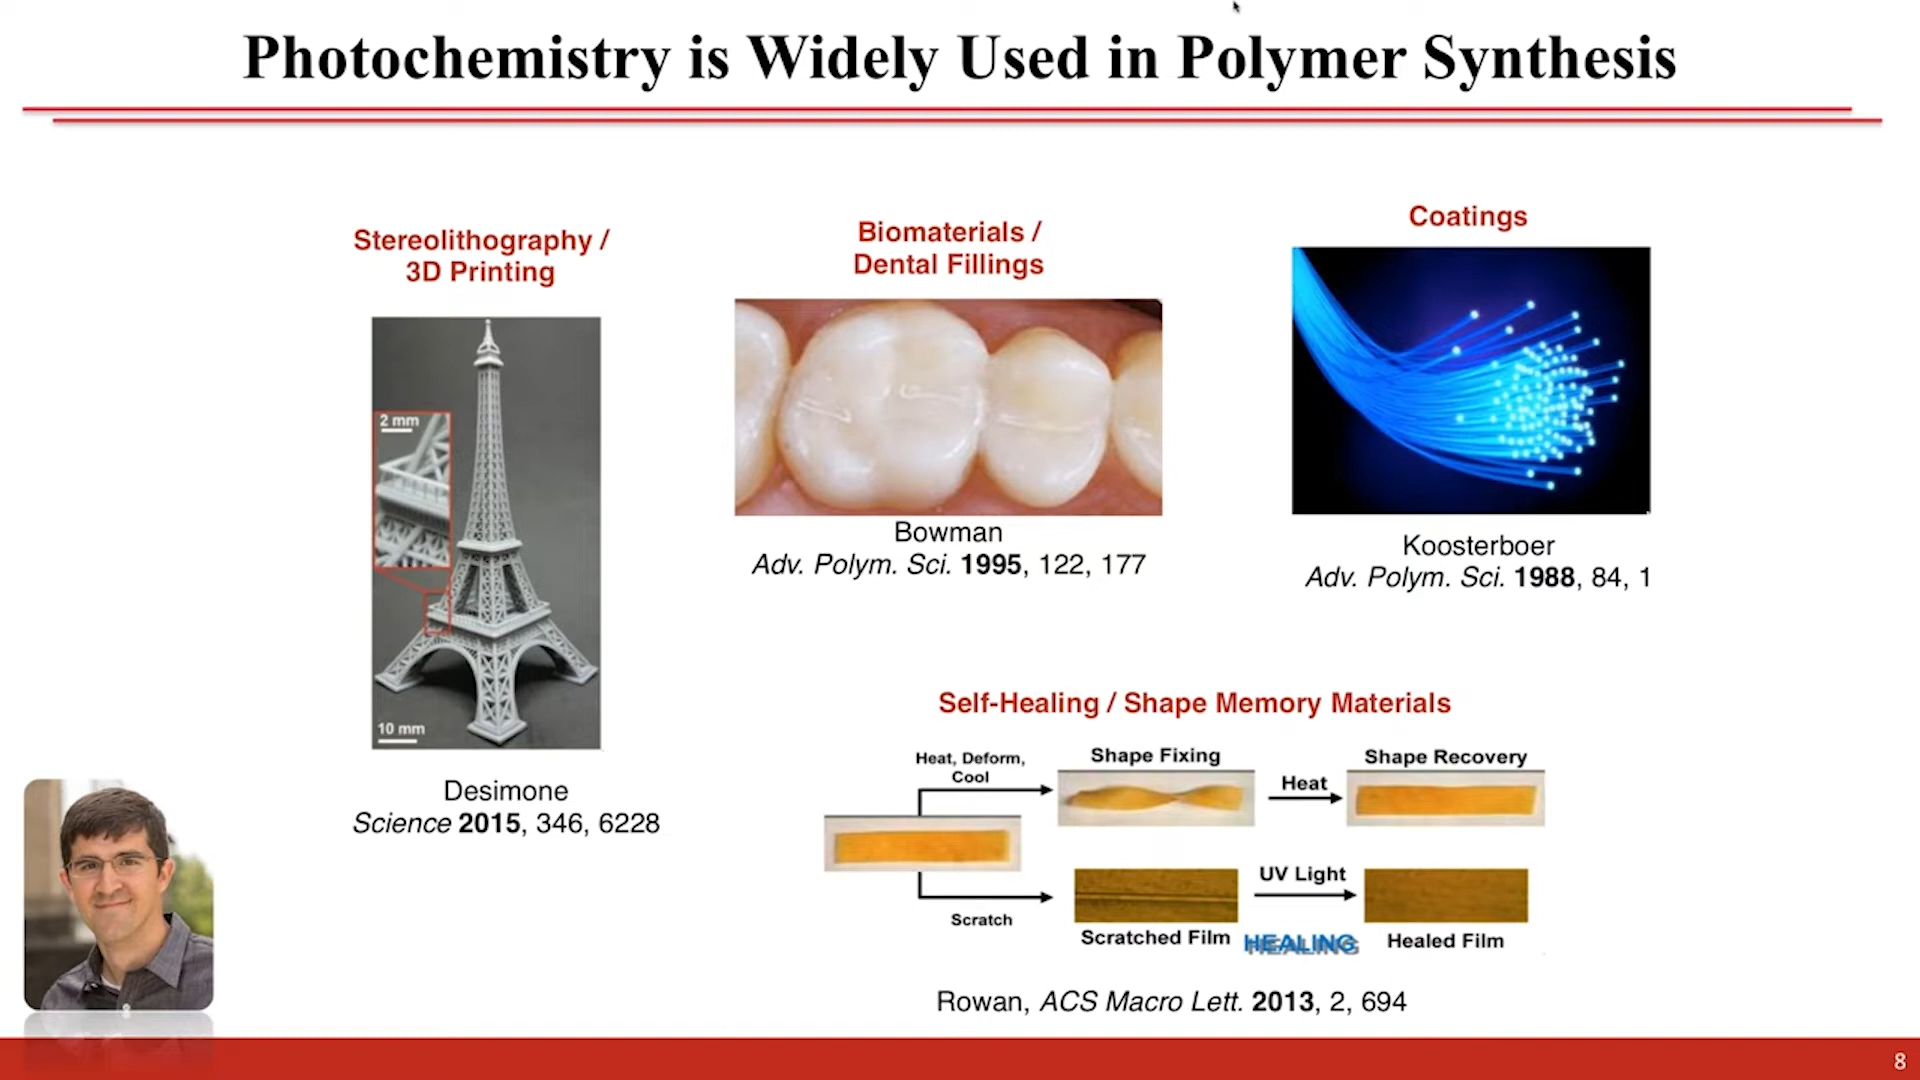 Photochemistry is Widely Used in Polymer Synthesis
Stereolithography /
3D Printing
2 mm
10 mm
Desimone
Science 2015, 346, 6228
Biomaterials /
Dental Fillings
Bowman
Adv. Polym. Sci. 1995, 122, 177
Coatings
Koosterboer
Adv. Polym. Sci. 1988, 84, 1
Self-Healing / Shape Memory Materials
Heat, Deform,
Cool
Shape Fixing
Heat
Shape Recovery
Scratch
Scratched Film
UV Light
HEALING
Healed Film
Rowan, ACS Macro Lett. 2013, 2, 694
8